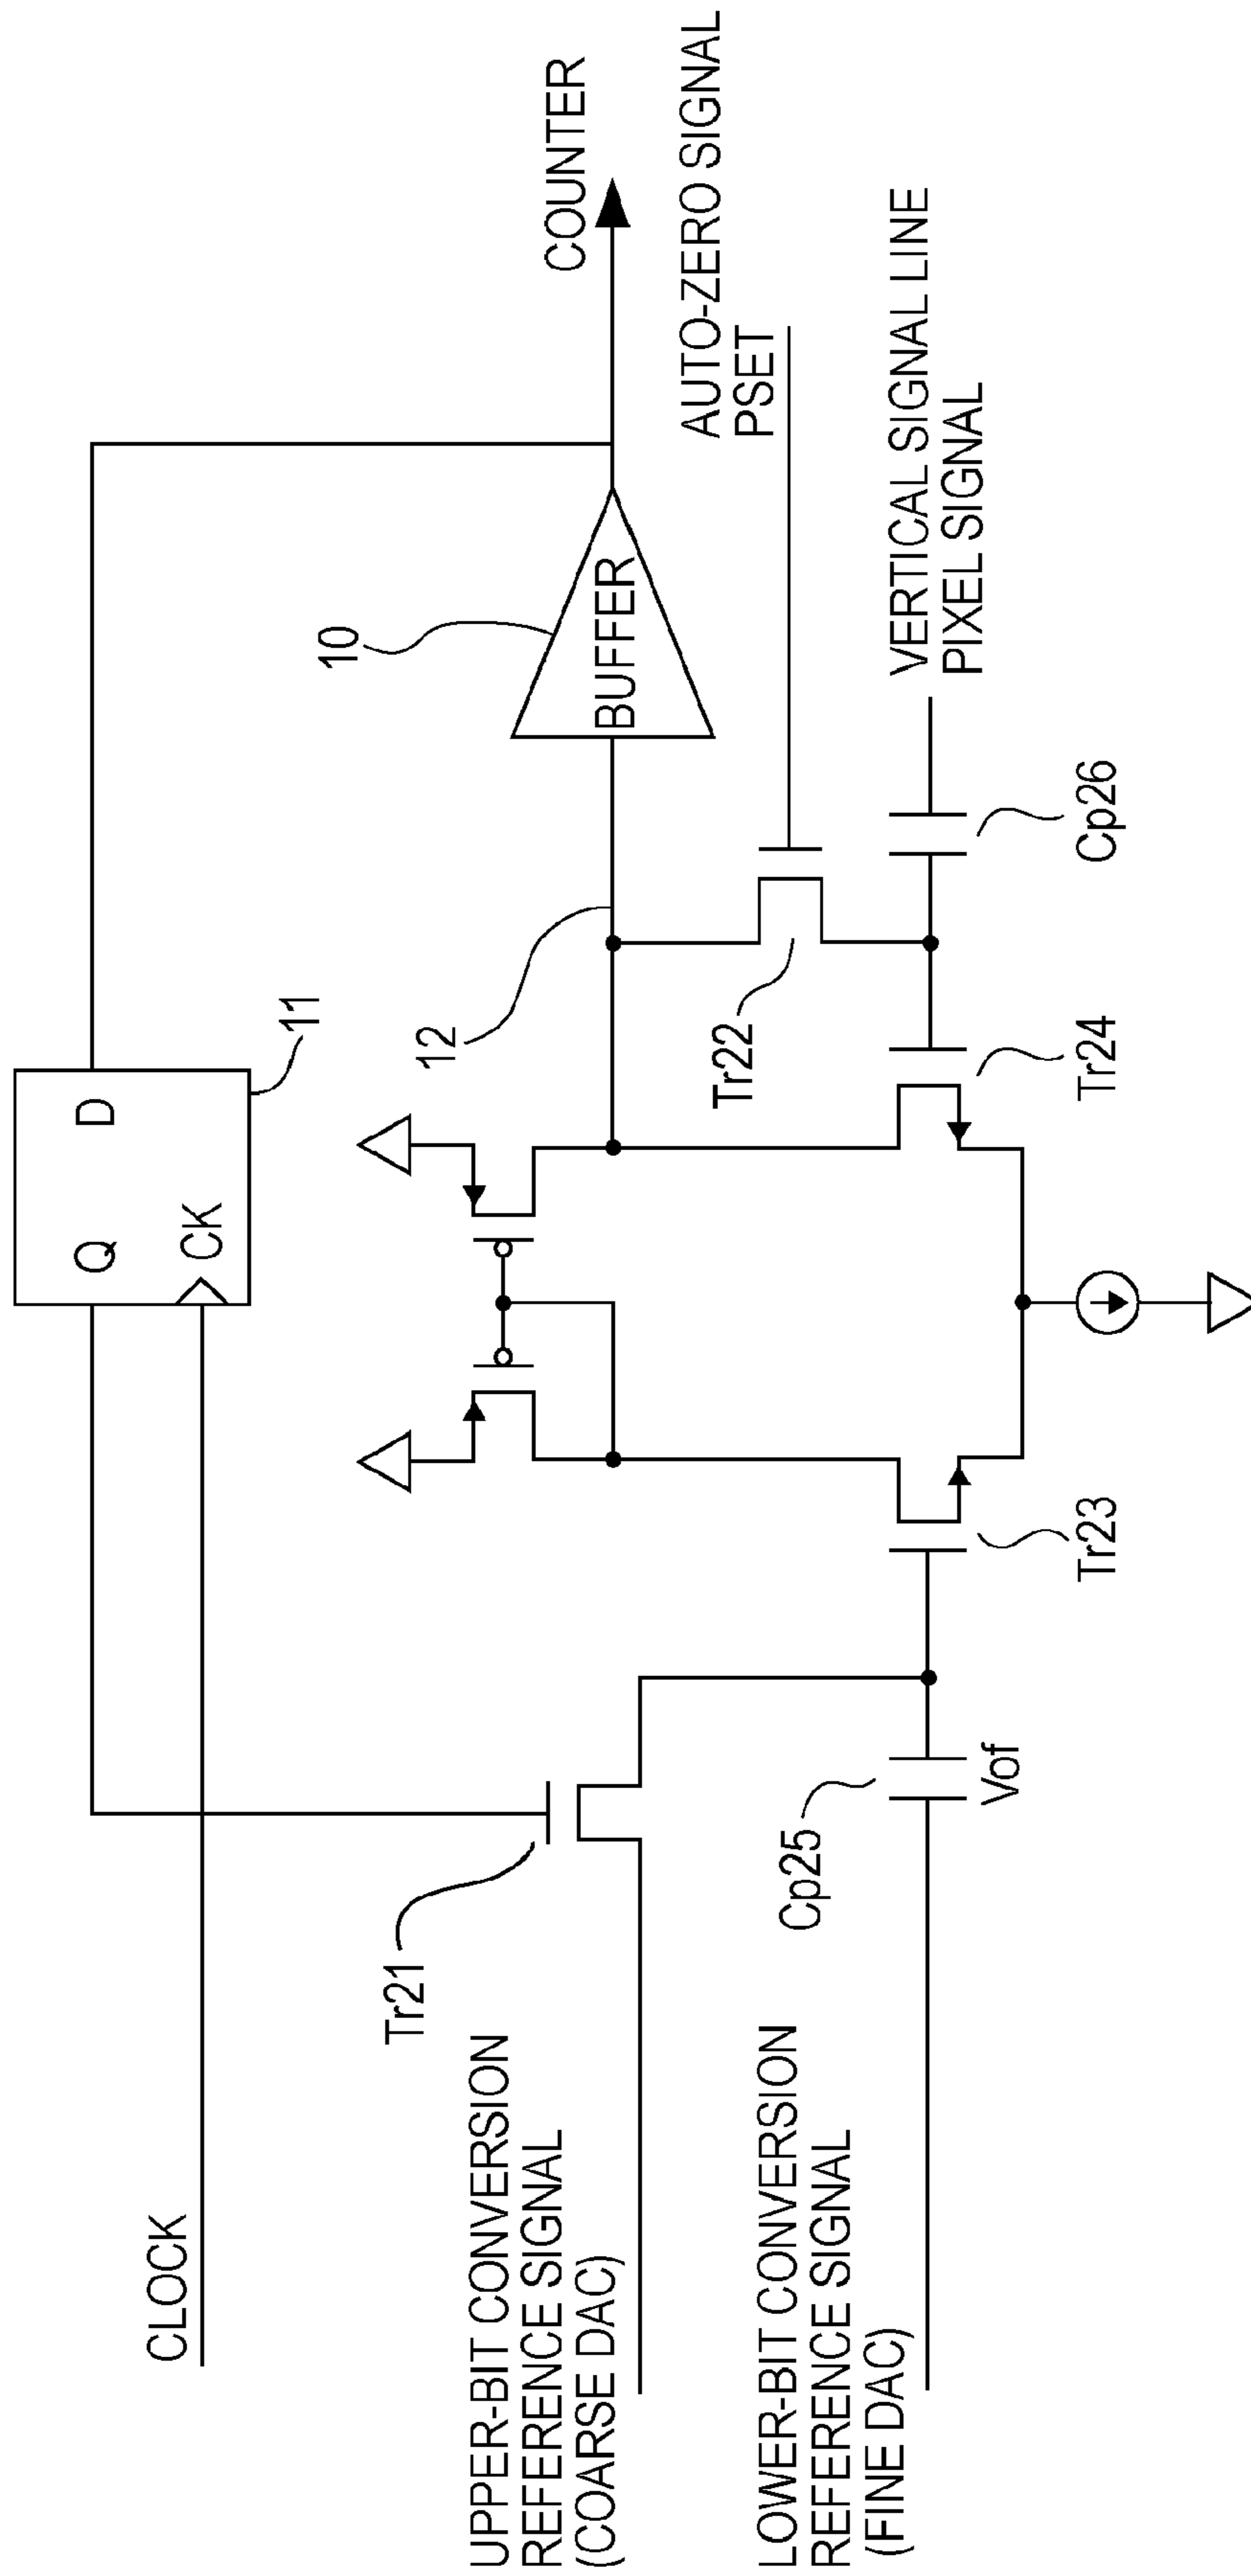 CLOCK
Q
D
CK
11
10
COUNTER
BUFFER
12
AUTO-ZERO SIGNAL
PSET
Tr21
UPPER-BIT CONVERSION
REFERENCE SIGNAL
(COARSE DAC)
Tr22
VERTICAL SIGNAL LINE
PIXEL SIGNAL
LOWER-BIT CONVERSION
REFERENCE SIGNAL
(FINE DAC)
Cp25
Vof
Tr23
Tr24
Cp26